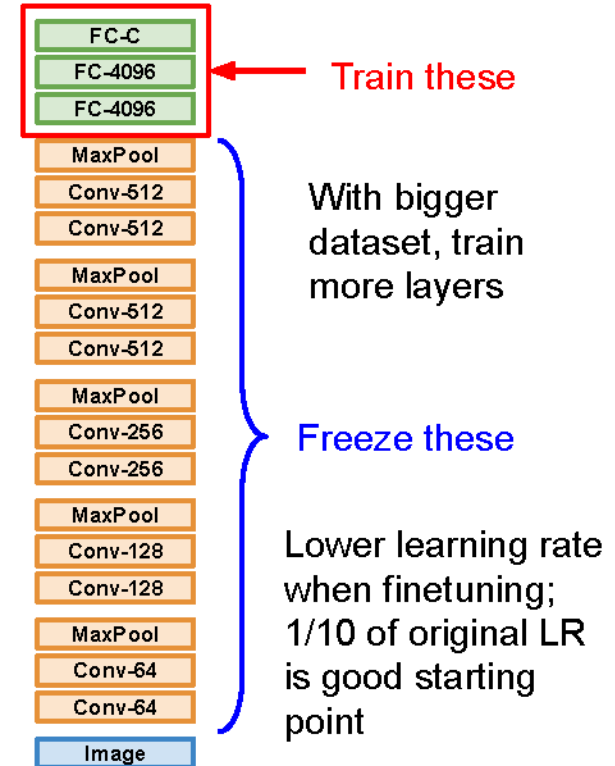 FC-C
FC-4096
FC-4096
Train these
MaxPool
Conv-512
Conv-512
With bigger
dataset, train
more layers
MaxPool
Conv-512
Conv-512
MaxPool
Conv-256
Conv-256
Freeze these
MaxPool
Conv-128
Conv-128
Lower learning rate
when finetuning;
1/10 of original LR
is good starting
point
MaxPool
Conv-64
Conv-64
Image